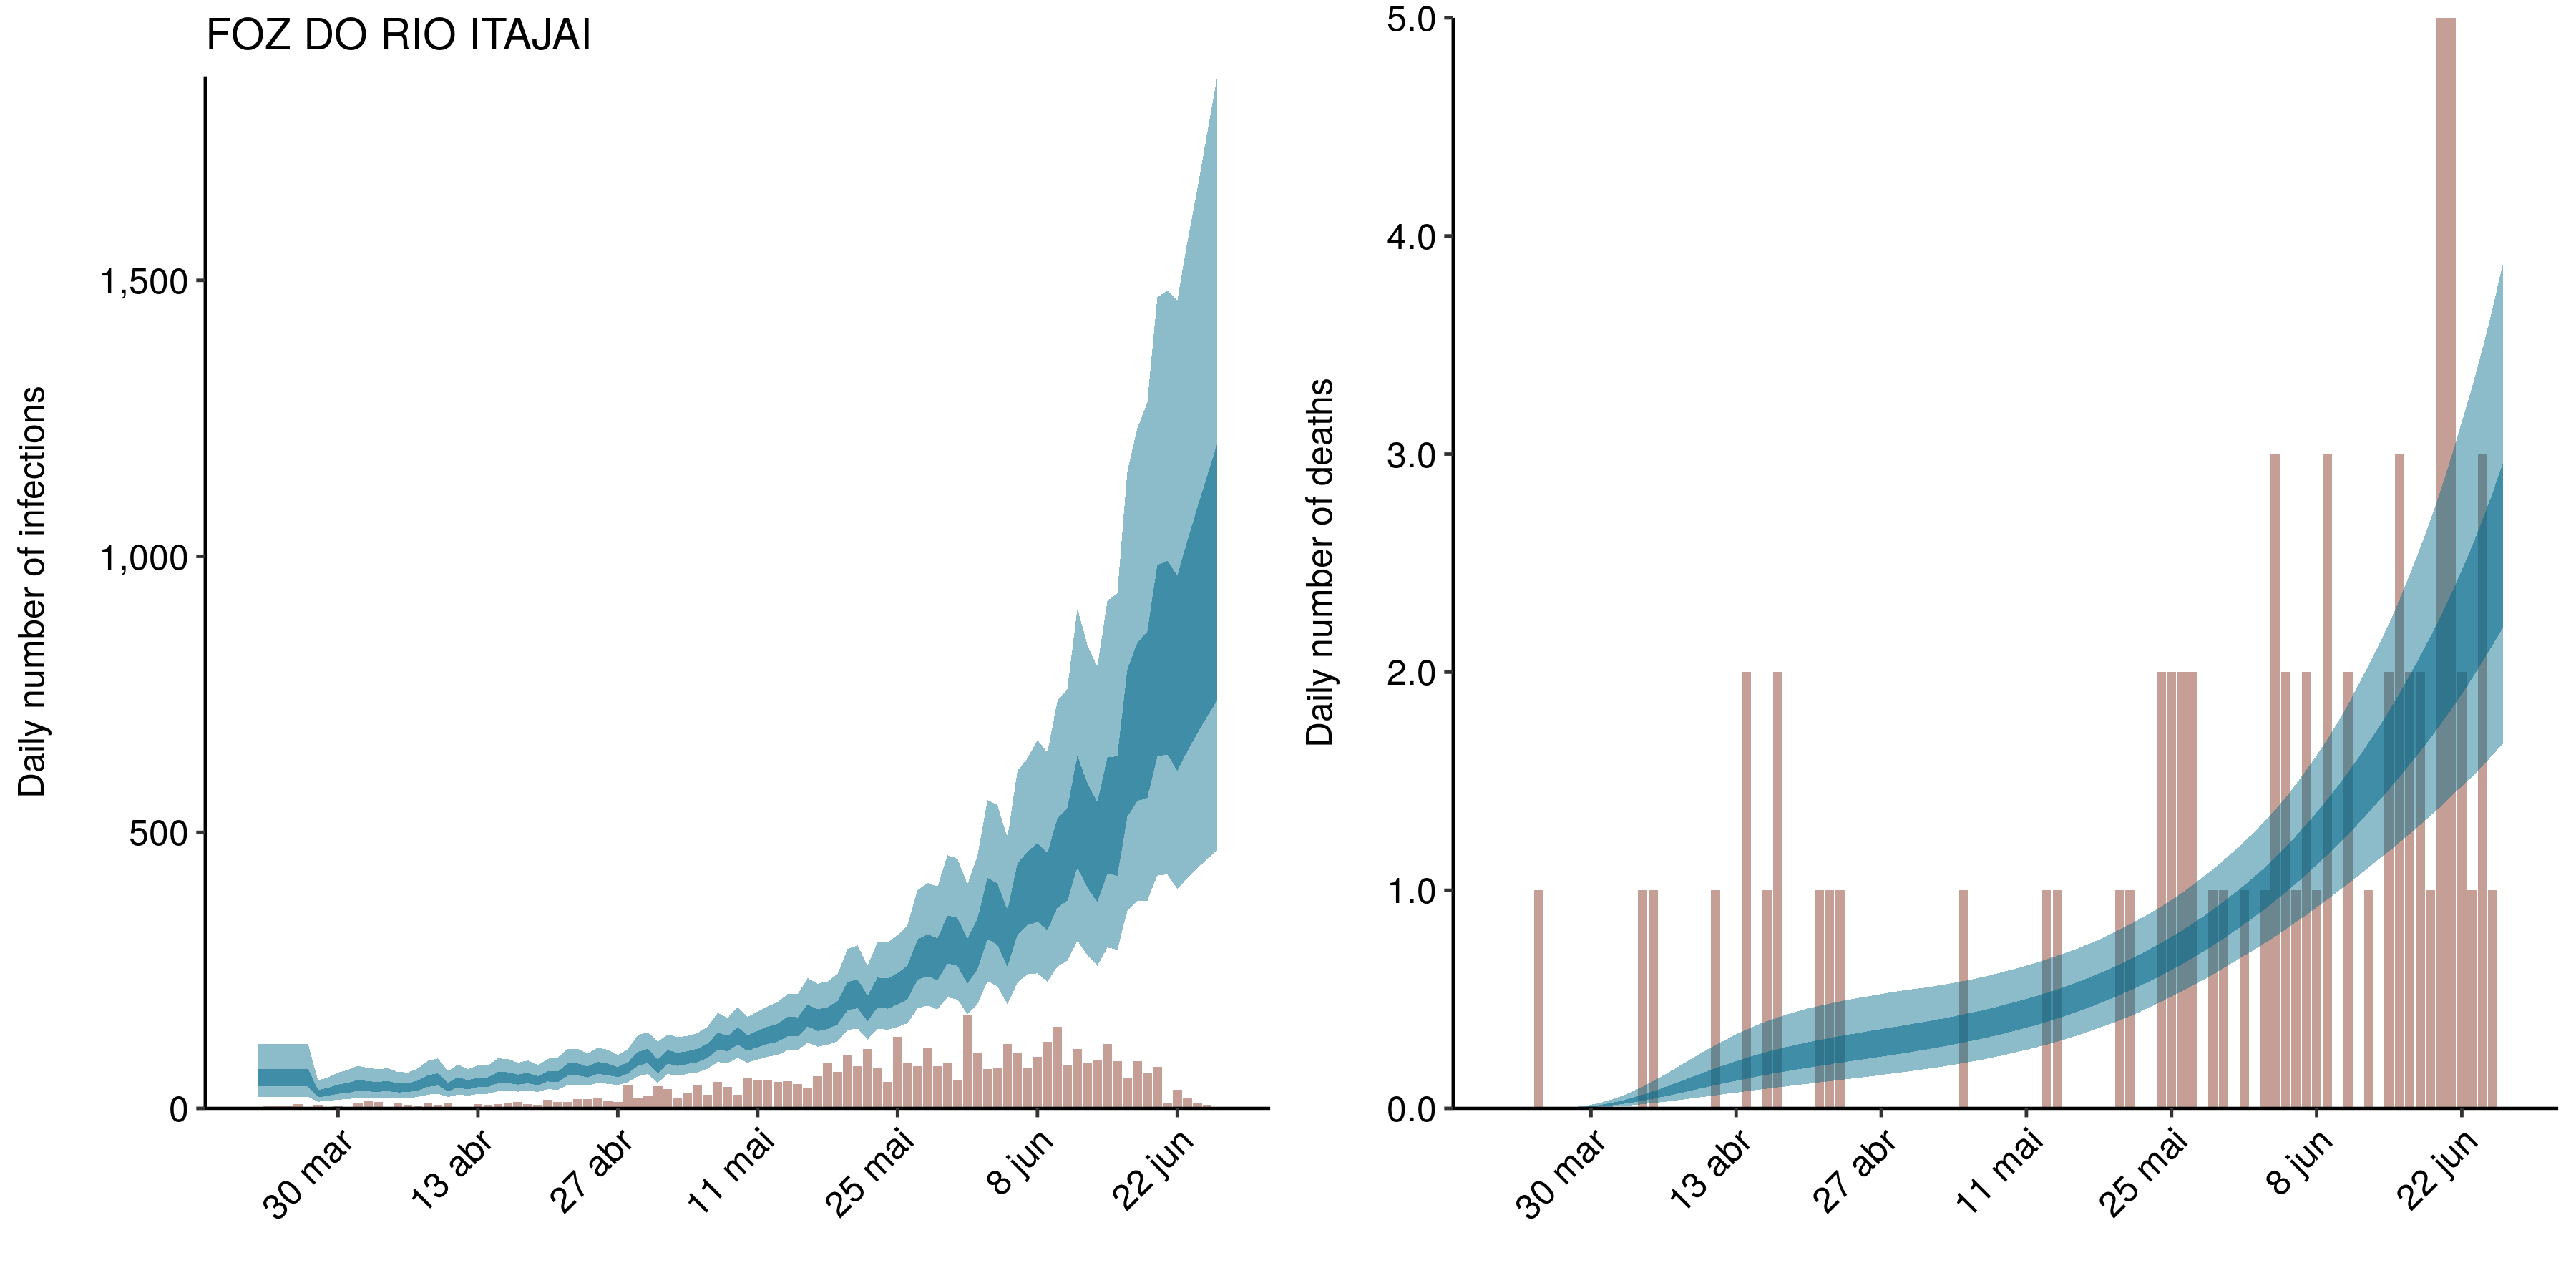 FOZ DO RIO ITAJAI
Daily number of infections
1,500
1,000
500
0
30 mar
13 abr
27 abr
11 mai
25 mai
8 jun
22 jun
Daily number of deaths
5.0
4.0
3.0
2.0
1.0
0.0
30 mar
13 abr
27 abr
11 mai
25 mai
8 jun
22 jun